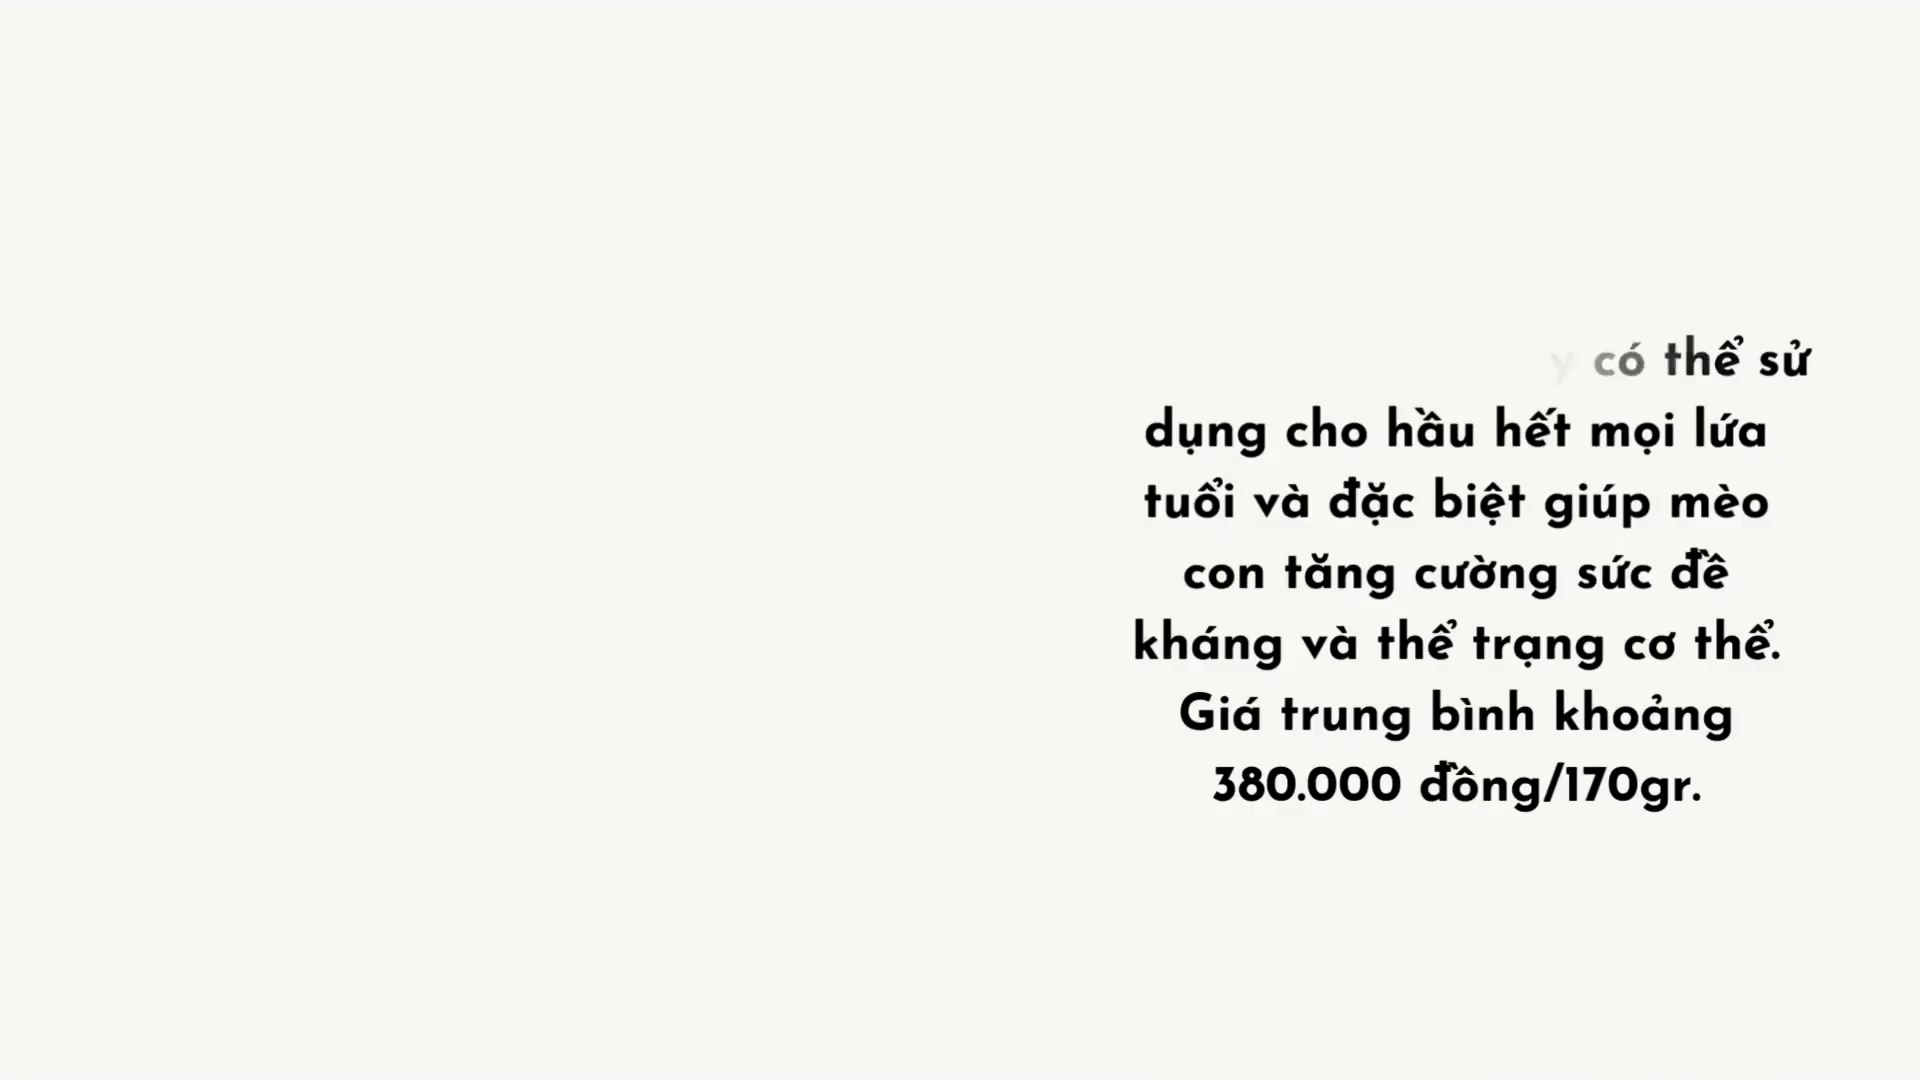 có thể sử
dụng cho hầu hết mọi lứa
tuổi và đặc biệt giúp mèo
con tăng cường sức đề
kháng và thể trạng cơ thể.
Giá trung bình khoảng
380.000 đồng/170gr.